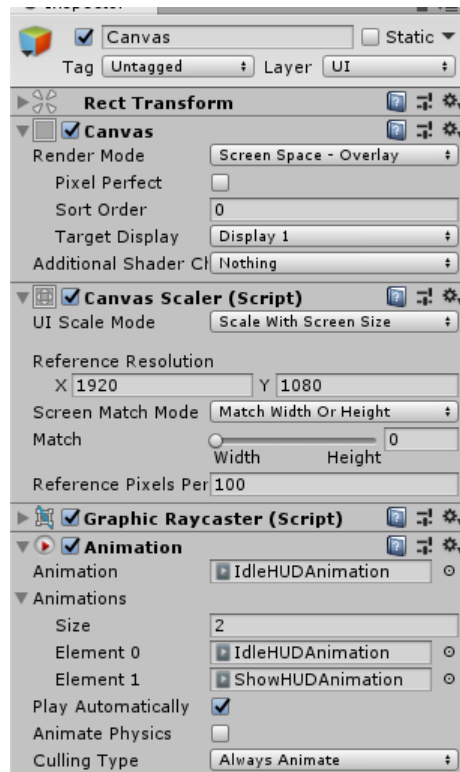 Canvas Static
Tag Untagged Layer UI
Rect Transform
Canvas
Render Mode Screen Space - Overlay
Pixel Perfect
Sort Order 0
Target Display Display 1
Additional Shader Ch Nothing
Canvas Scaler (Script)
UI Scale Mode Scale With Screen Size
Reference Resolution
X 1920 Y 1080
Screen Match Mode Match Width Or Height
Match 0
Width Height
Reference Pixels Per 100
Graphic Raycaster (Script)
Animation
Animation IdleHUDAnimation
Animations
Size 2
Element 0 IdleHUDAnimation
Element 1 ShowHUDAnimation
Play Automatically
Animate Physics
Culling Type Always Animate